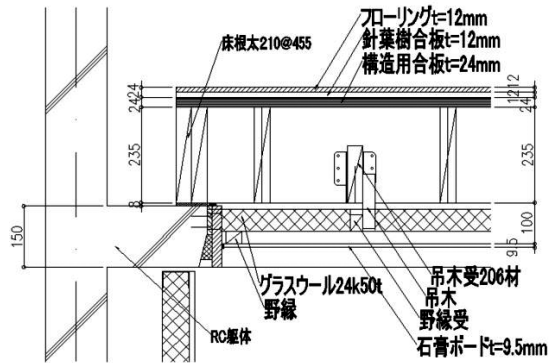 フローリングt=12mm
針葉樹合板t=12mm
構造用合板t=24mm
床根太210@455
2424
235
8
150
1212
24
235
100
9.5
グラスウール24k50t
野縁
RC躯体
吊木受206材
吊木
野縁受
石膏ボードt=9.5mm